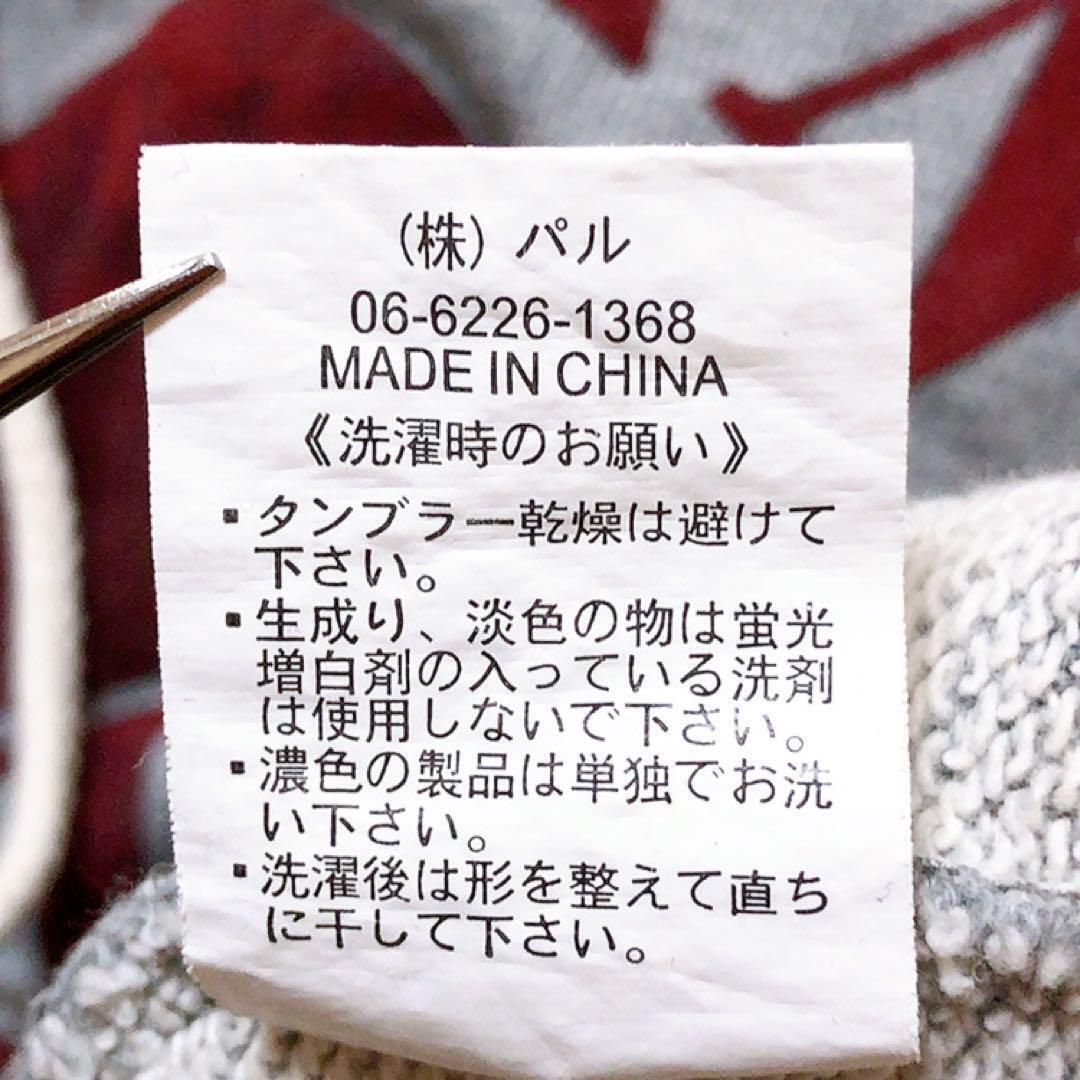 (株) パル
06-6226-1368
MADE IN CHINA
《洗濯時のお願い》
▪タンブラー乾燥は避けて
下さい。
▪生成り、淡色の物は蛍光
増白剤の入っている洗剤
は使用しないで下さい。
▪濃色の製品は単独でお洗
い下さい。
▪洗濯後は形を整えて直ち
に干して下さい。